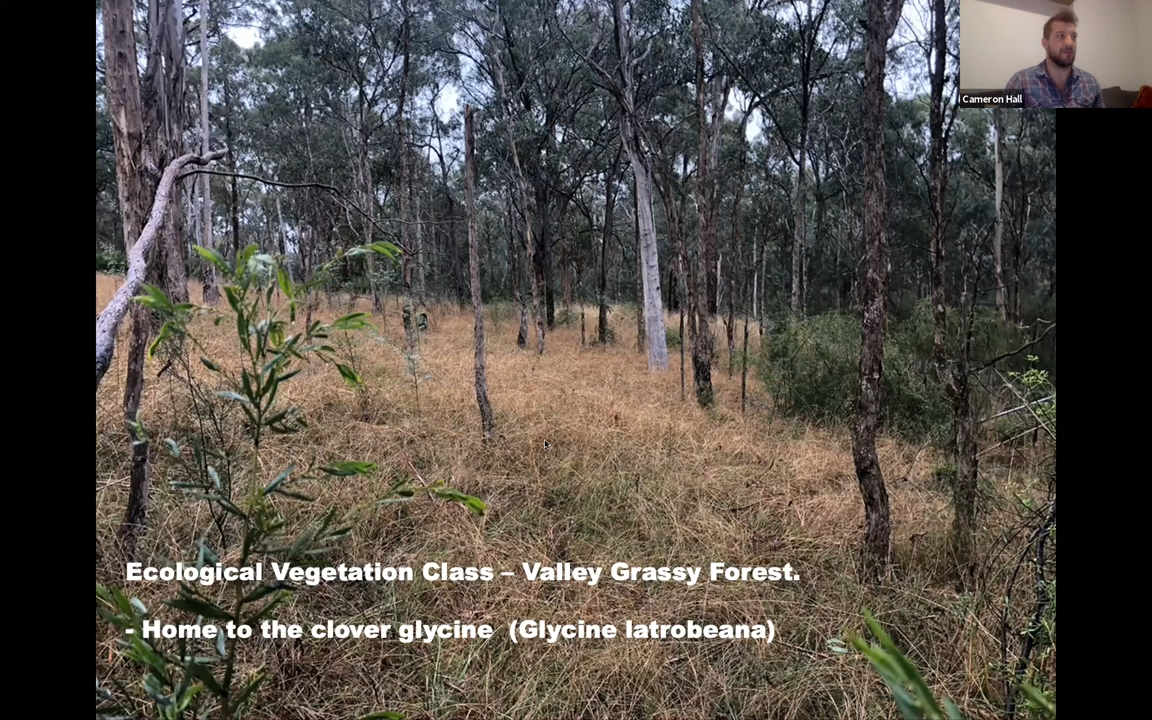 Cameron Hall
Ecological Vegetation Class – Valley Grassy Forest.
- Home to the clover glycine (Glycine latrobeana)